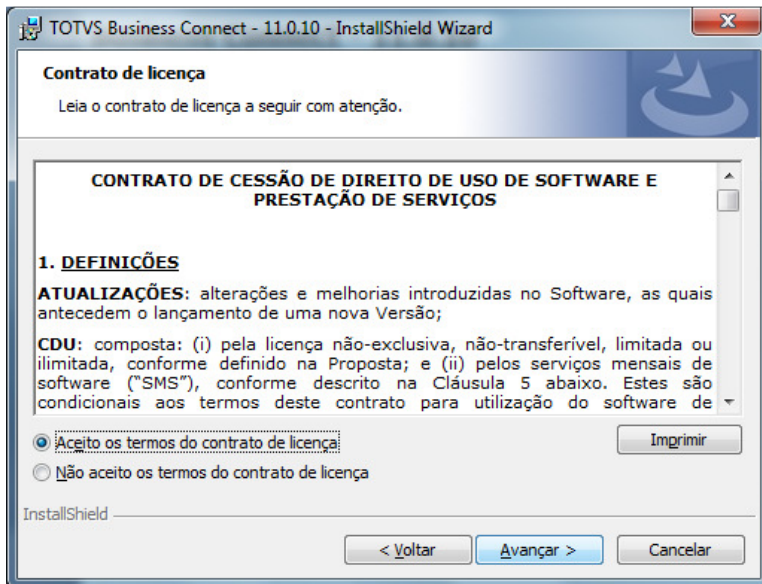 TOTVS Business Connect - 11.0.10 - InstallShield Wizard
Contrato de licença
Leia o contrato de licença a seguir com atenção.
CONTRATO DE CESSÃO DE DIREITO DE USO DE SOFTWARE E
PRESTAÇÃO DE SERVIÇOS
1. DEFINIÇÕES
ATUALIZAÇÕES: alterações e melhorias introduzidas no Software, as quais
antecedem o lançamento de uma nova Versão;
CDU: composta: (i) pela licença não-exclusiva, não-transferível, limitada ou
ilimitada, conforme definido na Proposta; e (ii) pelos serviços mensais de
software (“SMS”), conforme descrito na Cláusula 5 abaixo. Estes são
condicionais aos termos deste contrato para utilização do software de
Aceito os termos do contrato de licença
Imprimir
Não aceito os termos do contrato de licença
InstallShield
< Voltar
Avançar >
Cancelar